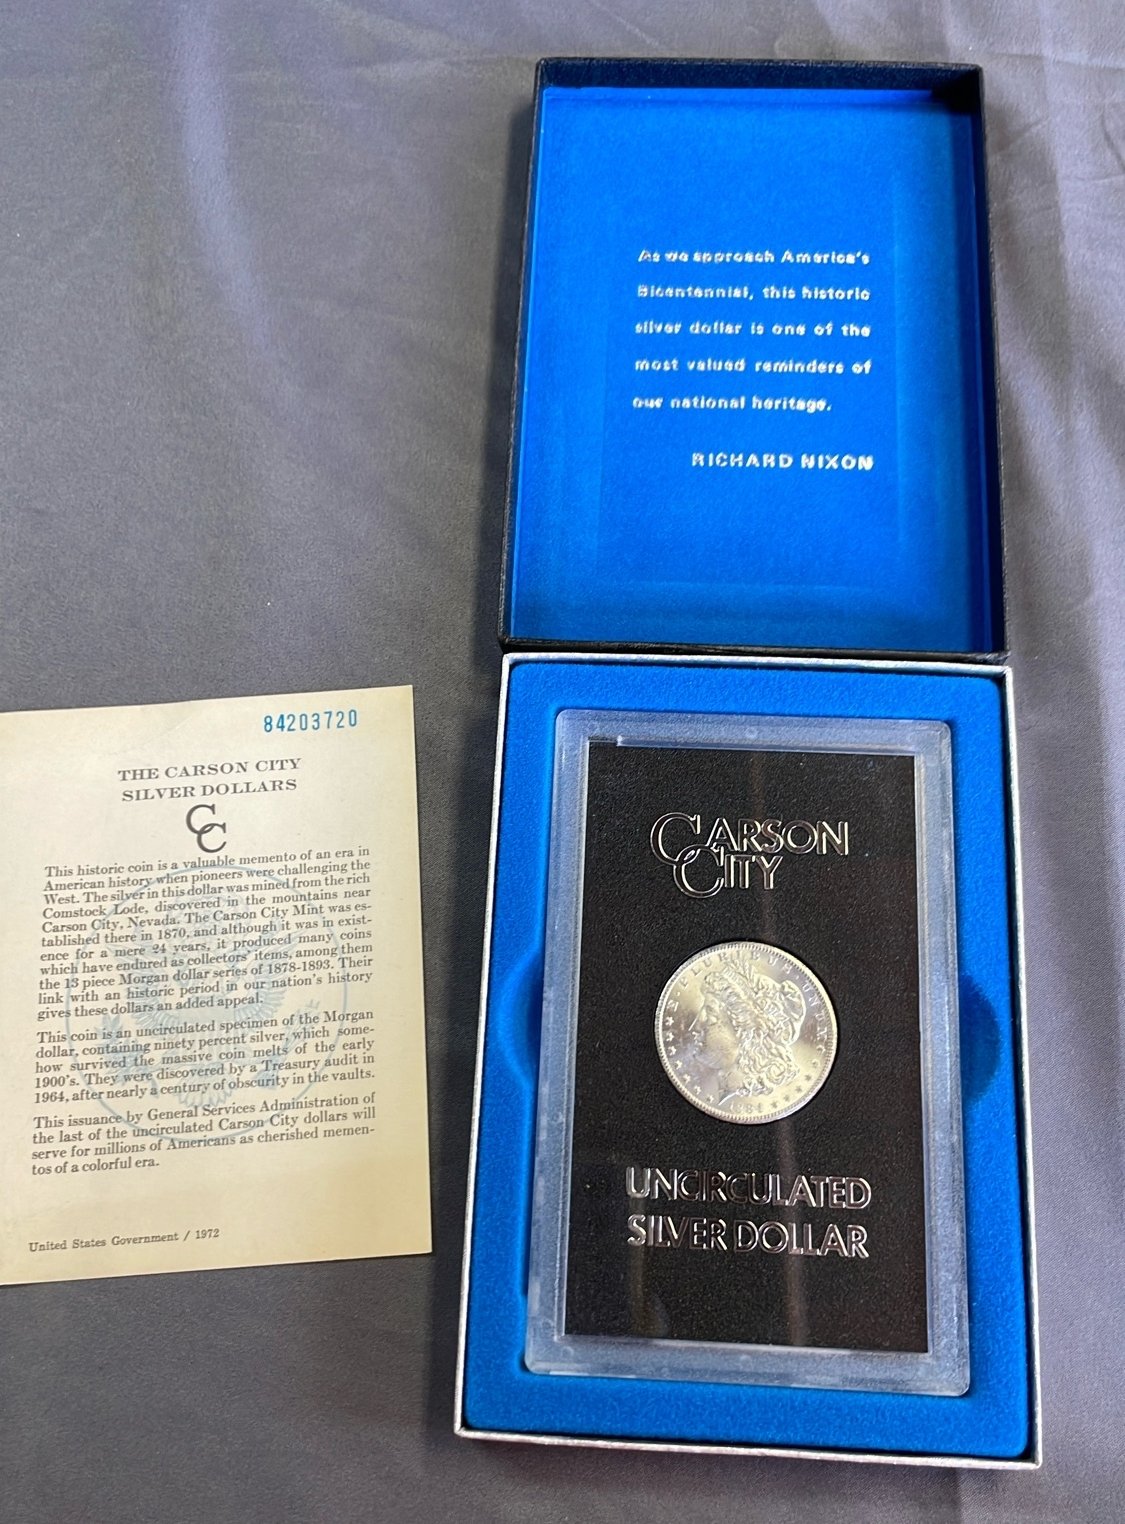 As we approach America's
Bicentennial, this historic
silver dollar is one of the
most valued reminders of
our national heritage.
RICHARD NIXON
84203720
THE CARSON CITY
SILVER DOLLARS
CC
This historic coin is a valuable memento of an era in
American history when pioneers were challenging the
West. The silver in this dollar was mined from the rich
Comstock Lode, discovered in the mountains near
Carson City, Nevada. The Carson City Mint was es-
tablished there in 1870, and although it was in exist-
ence for a mere 24 years, it produced many coins
which have endured as collectors' items, among them
the 13 piece Morgan dollar series of 1878-1893. Their
link with an historic period in our nation's history
gives these dollars an added appeal.
This coin is an uncirculated specimen of the Morgan
dollar, containing ninety percent silver, which some-
how survived the massive coin melts of the early
1900's. They were discovered by a Treasury audit in
1964, after nearly a century of obscurity in the vaults.
This issuance by General Services Administration of
the last of the uncirculated Carson City dollars will
serve for millions of Americans as cherished memen-
tos of a colorful era.
United States Government / 1972
CARSON
CITY
E·PLURIBUS·UNUM
1884
UNCIRCULATED
SILVER DOLLAR